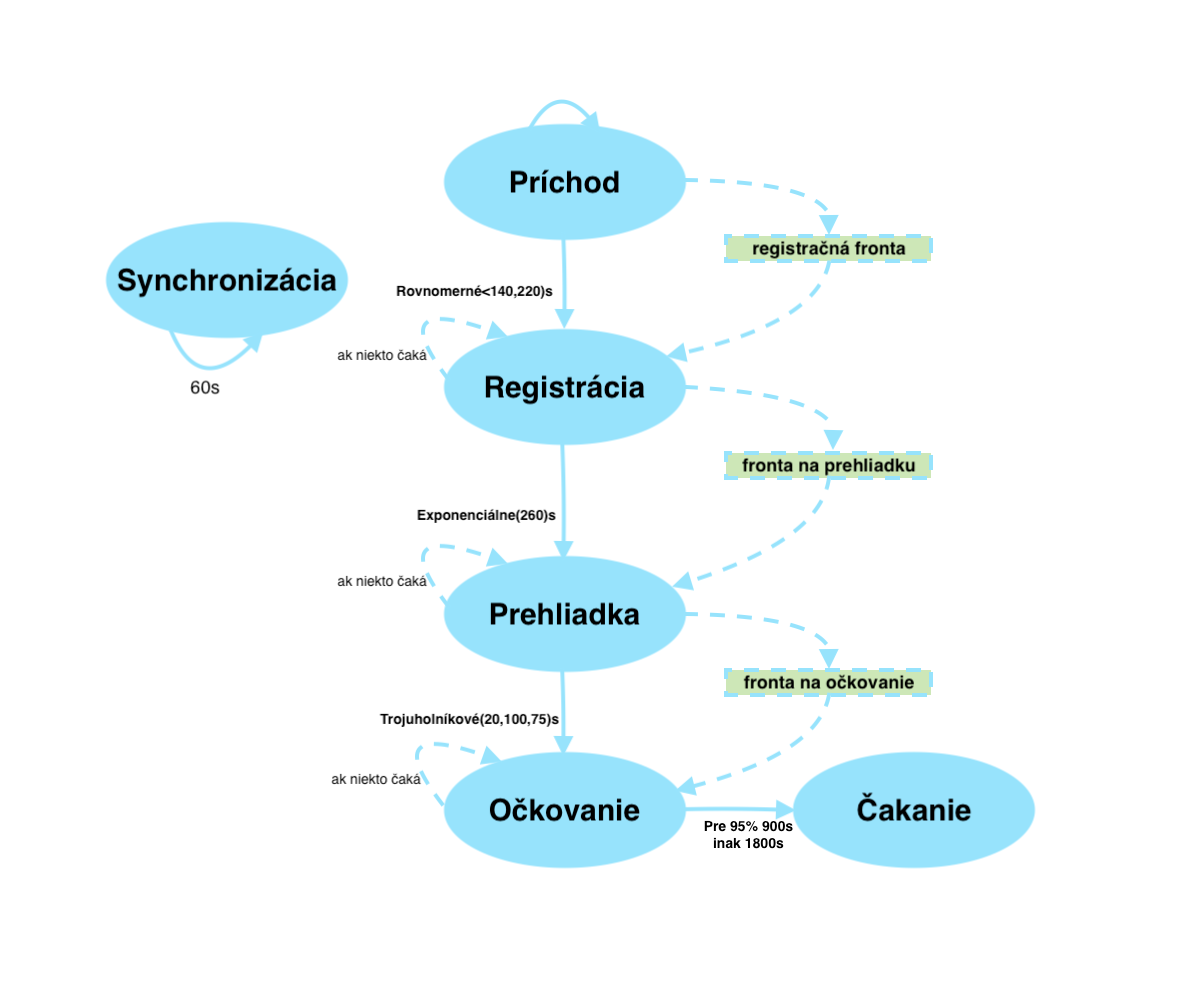 Príchod
registračná fronta
Synchronizácia
60s
Rovnomerné<140,220)s
ak niekto čaká
Registrácia
fronta na prehliadku
Exponenciálne(260)s
ak niekto čaká
Prehliadka
fronta na očkovanie
Trojuholníkové(20,100,75)s
ak niekto čaká
Očkovanie
Pre 95% 900s
inak 1800s
Čakanie